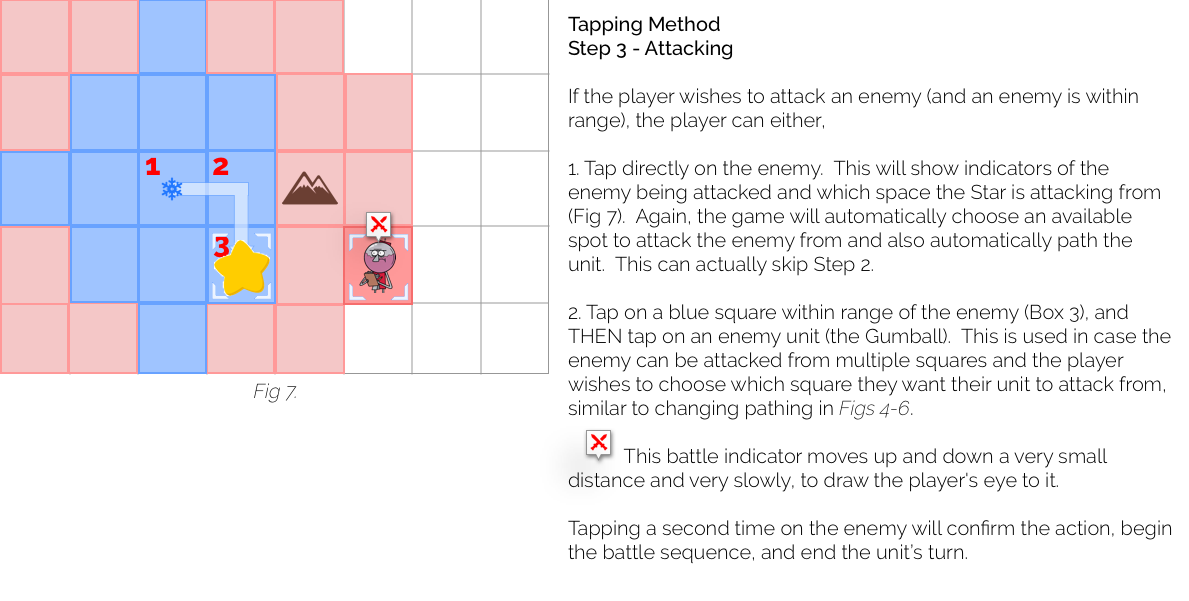 Tapping Method
Step 3 - Attacking
If the player wishes to attack an enemy (and an enemy is within
range), the player can either,
1. Tap directly on the enemy.  This will show indicators of the
enemy being attacked and which space the Star is attacking from
(Fig 7).  Again, the game will automatically choose an available
spot to attack the enemy from and also automatically path the
unit.  This can actually skip Step 2.
2. Tap on a blue square within range of the enemy (Box 3), and
THEN tap on an enemy unit (the Gumball).  This is used in case the
enemy can be attacked from multiple squares and the player
wishes to choose which square they want their unit to attack from,
similar to changing pathing in Figs 4-6.
This battle indicator moves up and down a very small
distance and very slowly, to draw the player's eye to it.
Tapping a second time on the enemy will confirm the action, begin
the battle sequence, and end the unit's turn.
1 2
3
Fig 7.